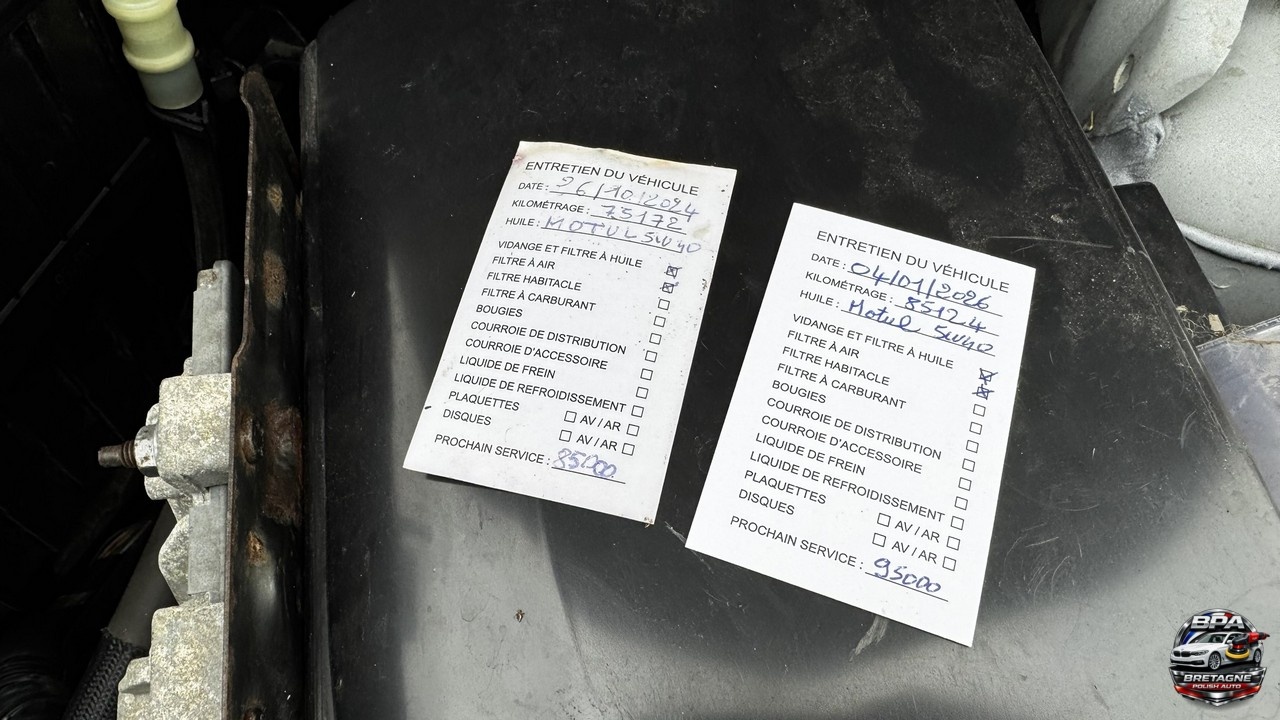 ENTRETIEN DU VÉHICULE
DATE : 26/10/2024
KILOMÉTRAGE : 75172
HUILE : MOTUL 5W40
VIDANGE ET FILTRE À HUILE
FILTRE À AIR
FILTRE HABITACLE
FILTRE À CARBURANT
BOUGIES
COURROIE DE DISTRIBUTION
COURROIE D'ACCESSOIRE
LIQUIDE DE FREIN
LIQUIDE DE REFROIDISSEMENT
PLAQUETTES AV / AR
DISQUES AV / AR
PROCHAIN SERVICE : 85000
ENTRETIEN DU VÉHICULE
DATE : 04/01/2026
KILOMÉTRAGE : 85124
HUILE : Motul 5W40
VIDANGE ET FILTRE À HUILE
FILTRE À AIR
FILTRE HABITACLE
FILTRE À CARBURANT
BOUGIES
COURROIE DE DISTRIBUTION
COURROIE D'ACCESSOIRE
LIQUIDE DE FREIN
LIQUIDE DE REFROIDISSEMENT
PLAQUETTES AV / AR
DISQUES AV / AR
PROCHAIN SERVICE : 95000
BPA
BRETAGNE
POLISH AUTO